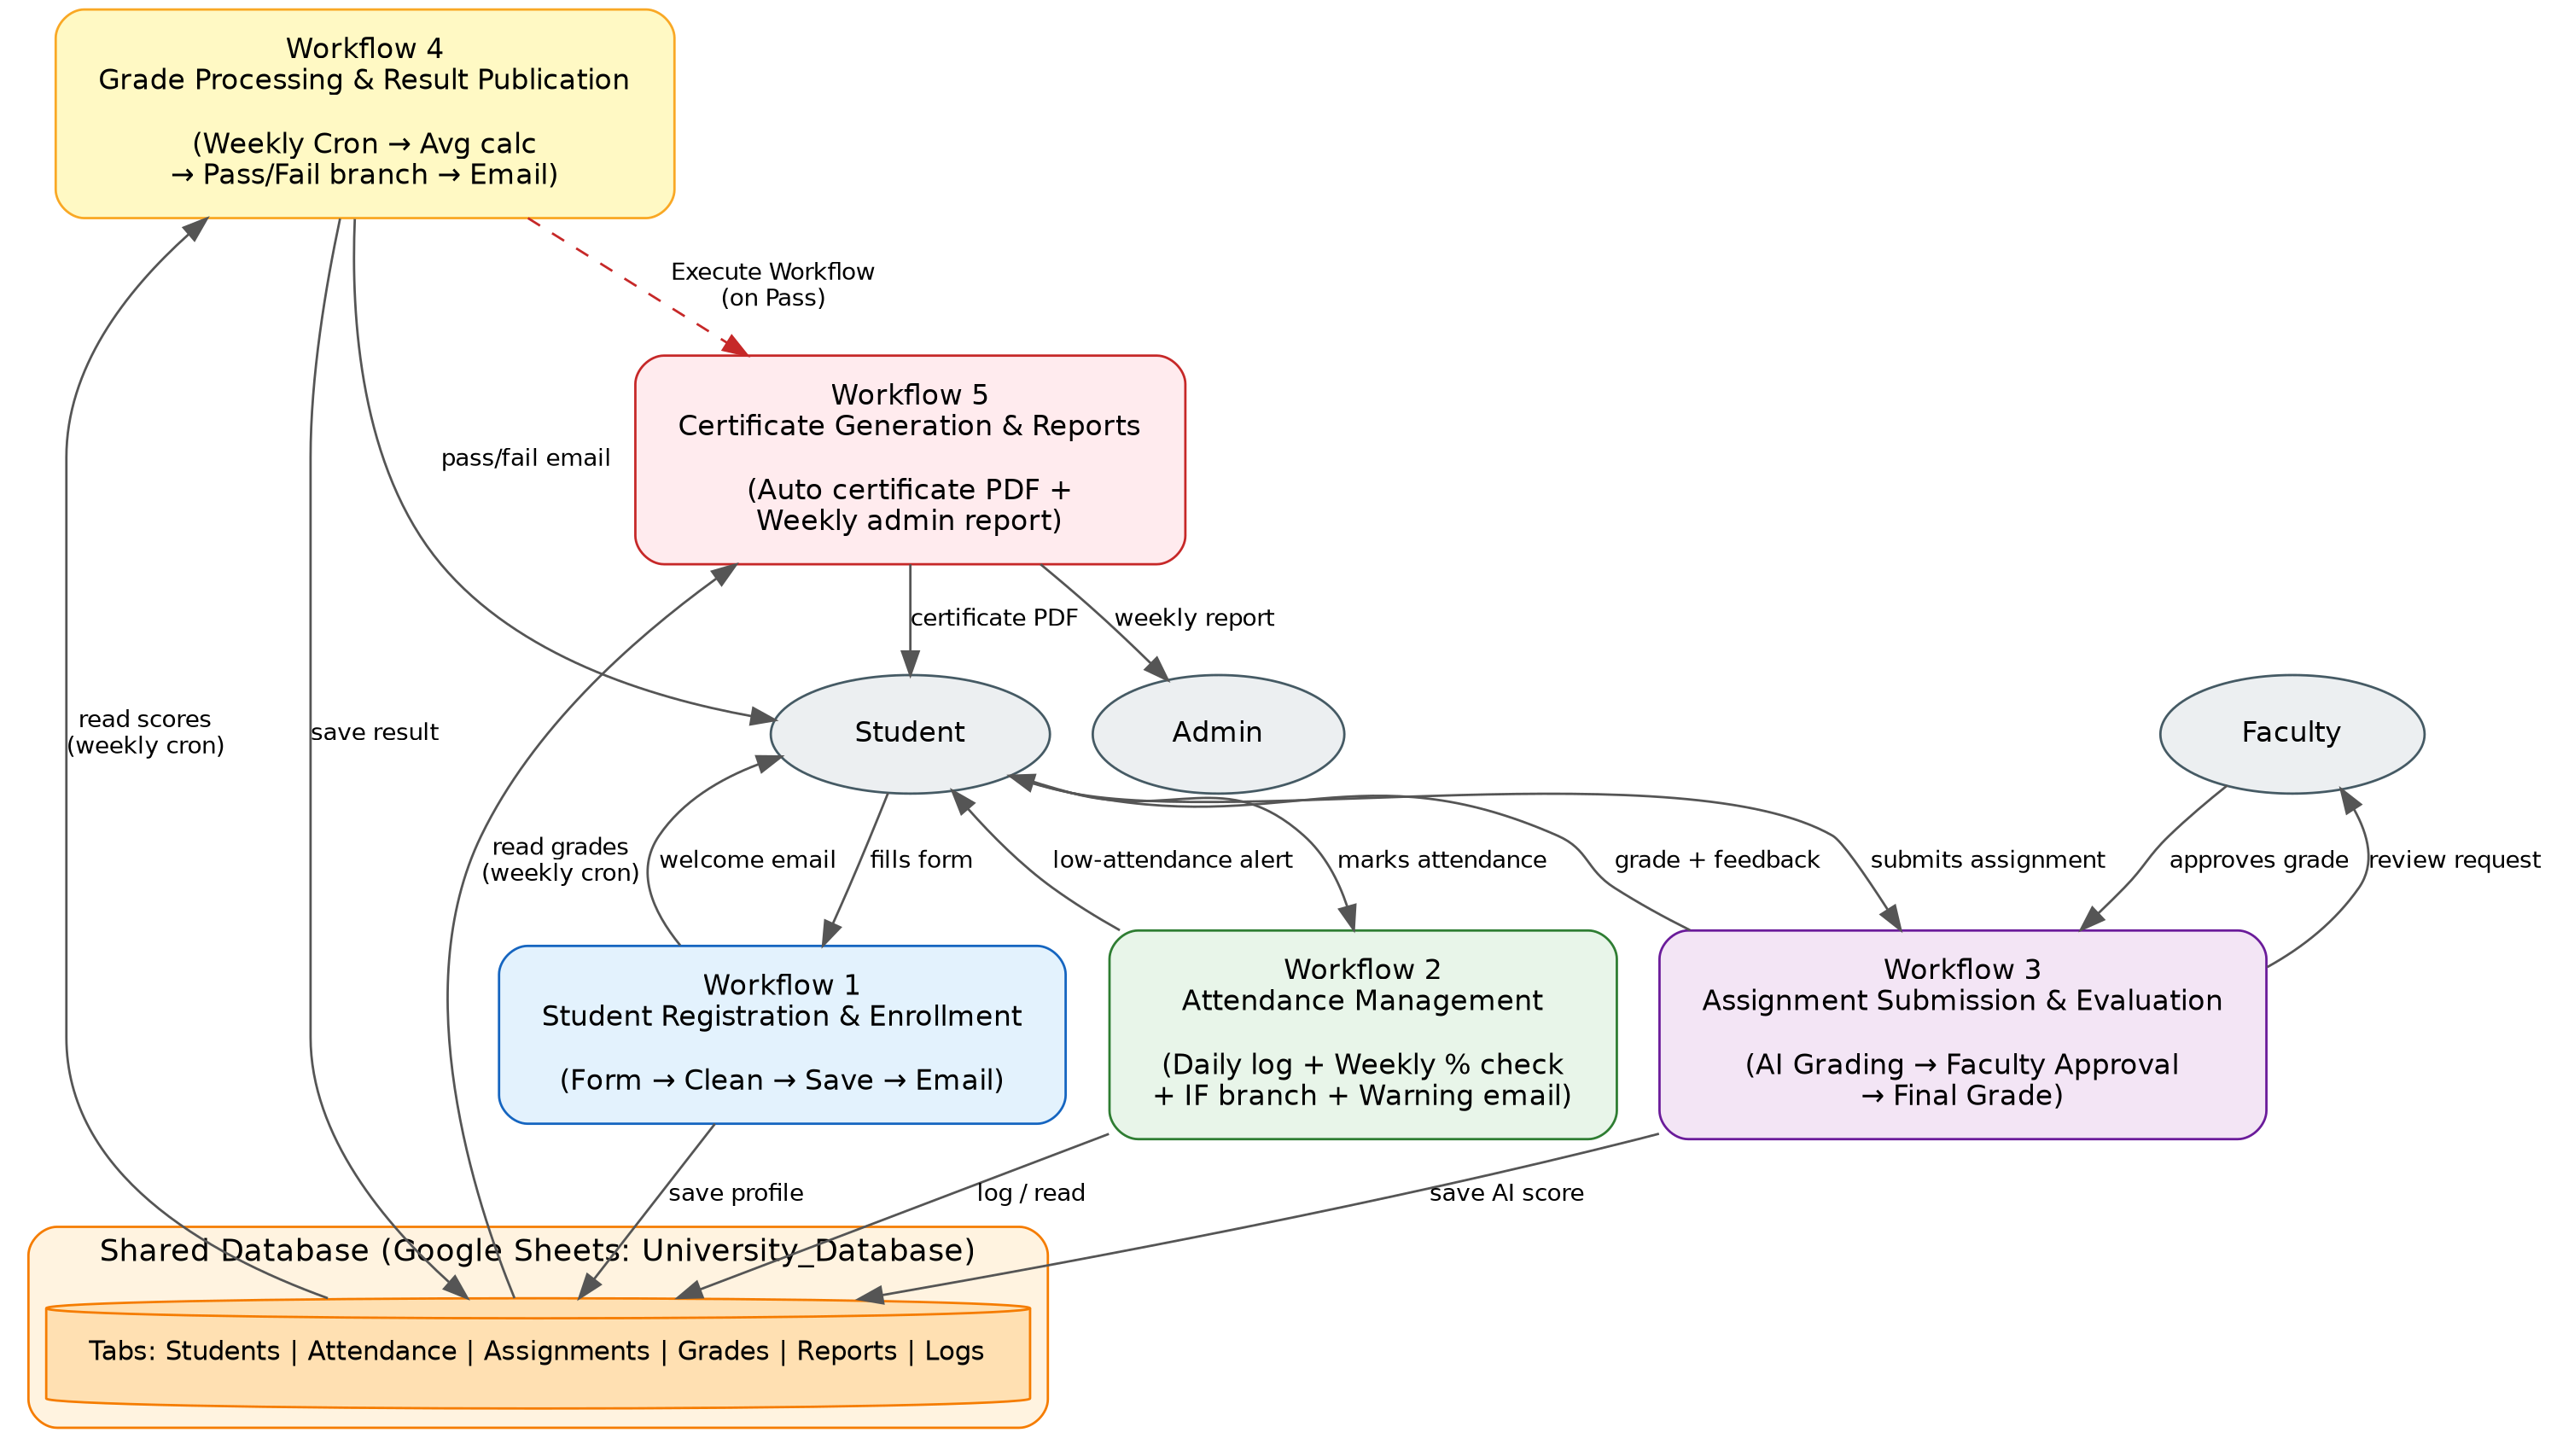 Workflow 4
Grade Processing & Result Publication
(Weekly Cron → Avg calc
→ Pass/Fail branch → Email)
Execute Workflow
(on Pass)
Workflow 5
Certificate Generation & Reports
(Auto certificate PDF +
Weekly admin report)
pass/fail email
certificate PDF
weekly report
read scores
(weekly cron)
save result
Student
Admin
Faculty
read grades
(weekly cron)
welcome email
fills form
low-attendance alert
marks attendance
grade + feedback
submits assignment
approves grade
review request
Workflow 1
Student Registration & Enrollment
(Form → Clean → Save → Email)
Workflow 2
Attendance Management
(Daily log + Weekly % check
+ IF branch + Warning email)
Workflow 3
Assignment Submission & Evaluation
(AI Grading → Faculty Approval
→ Final Grade)
save profile
log / read
save AI score
Shared Database (Google Sheets: University_Database)
Tabs: Students | Attendance | Assignments | Grades | Reports | Logs